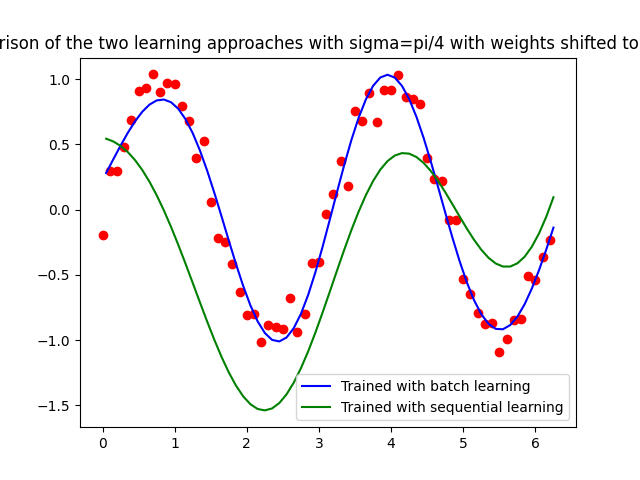 rison of the two learning approaches with sigma=pi/4 with weights shifted to
1.0
0.5
0.0
−0.5
−1.0
−1.5
Trained with batch learning
Trained with sequential learning
0 1 2 3 4 5 6